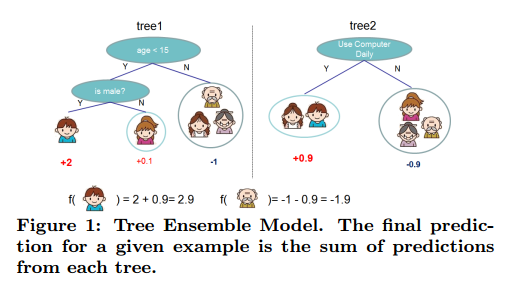 tree1
tree2
age < 15
Use Computer
Daily
Y
N
Y
N
is male?
Y
N
+2
+0.1
-1
+0.9
-0.9
f( ) = 2 + 0.9= 2.9
f( )= -1 - 0.9 = -1.9
Figure 1: Tree Ensemble Model. The final predic-
tion for a given example is the sum of predictions
from each tree.